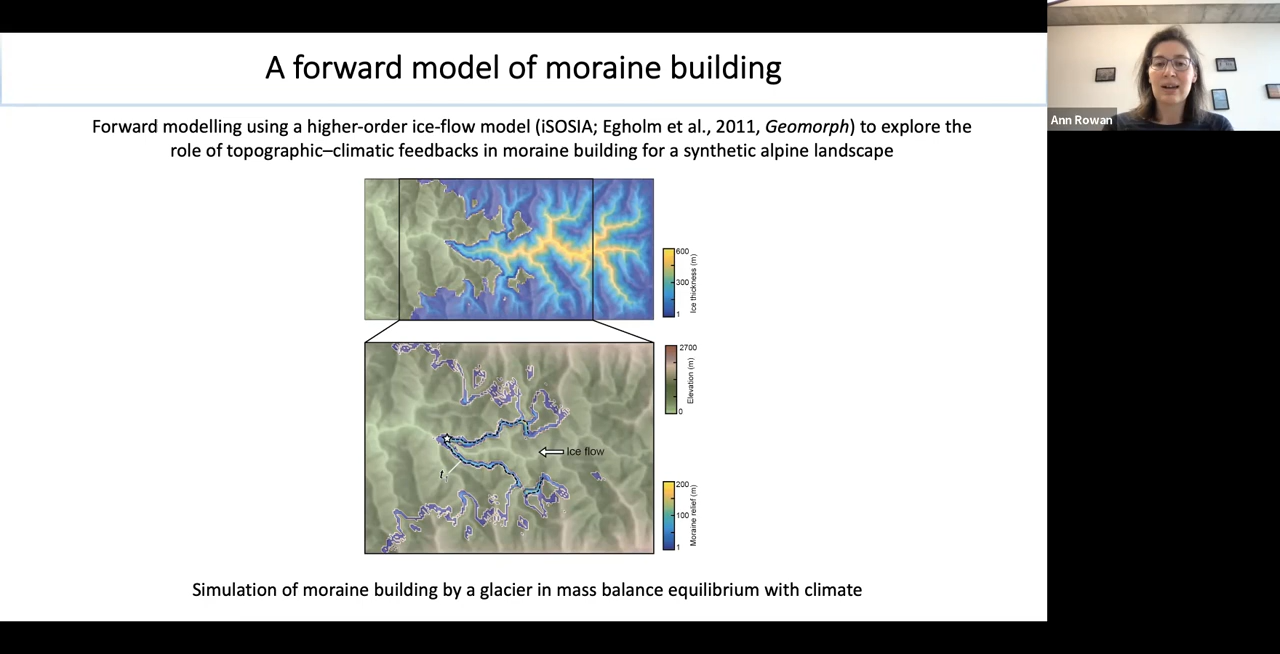 A forward model of moraine building
Ann Rowan
Forward modelling using a higher-order ice-flow model (iSOSIA; Egholm et al., 2011, Geomorph) to explore the
role of topographic–climatic feedbacks in moraine building for a synthetic alpine landscape
600
300
1
Ice thickness (m)
2700
0
Elevation (m)
Ice flow
t
200
100
1
Moraine relief (m)
Simulation of moraine building by a glacier in mass balance equilibrium with climate